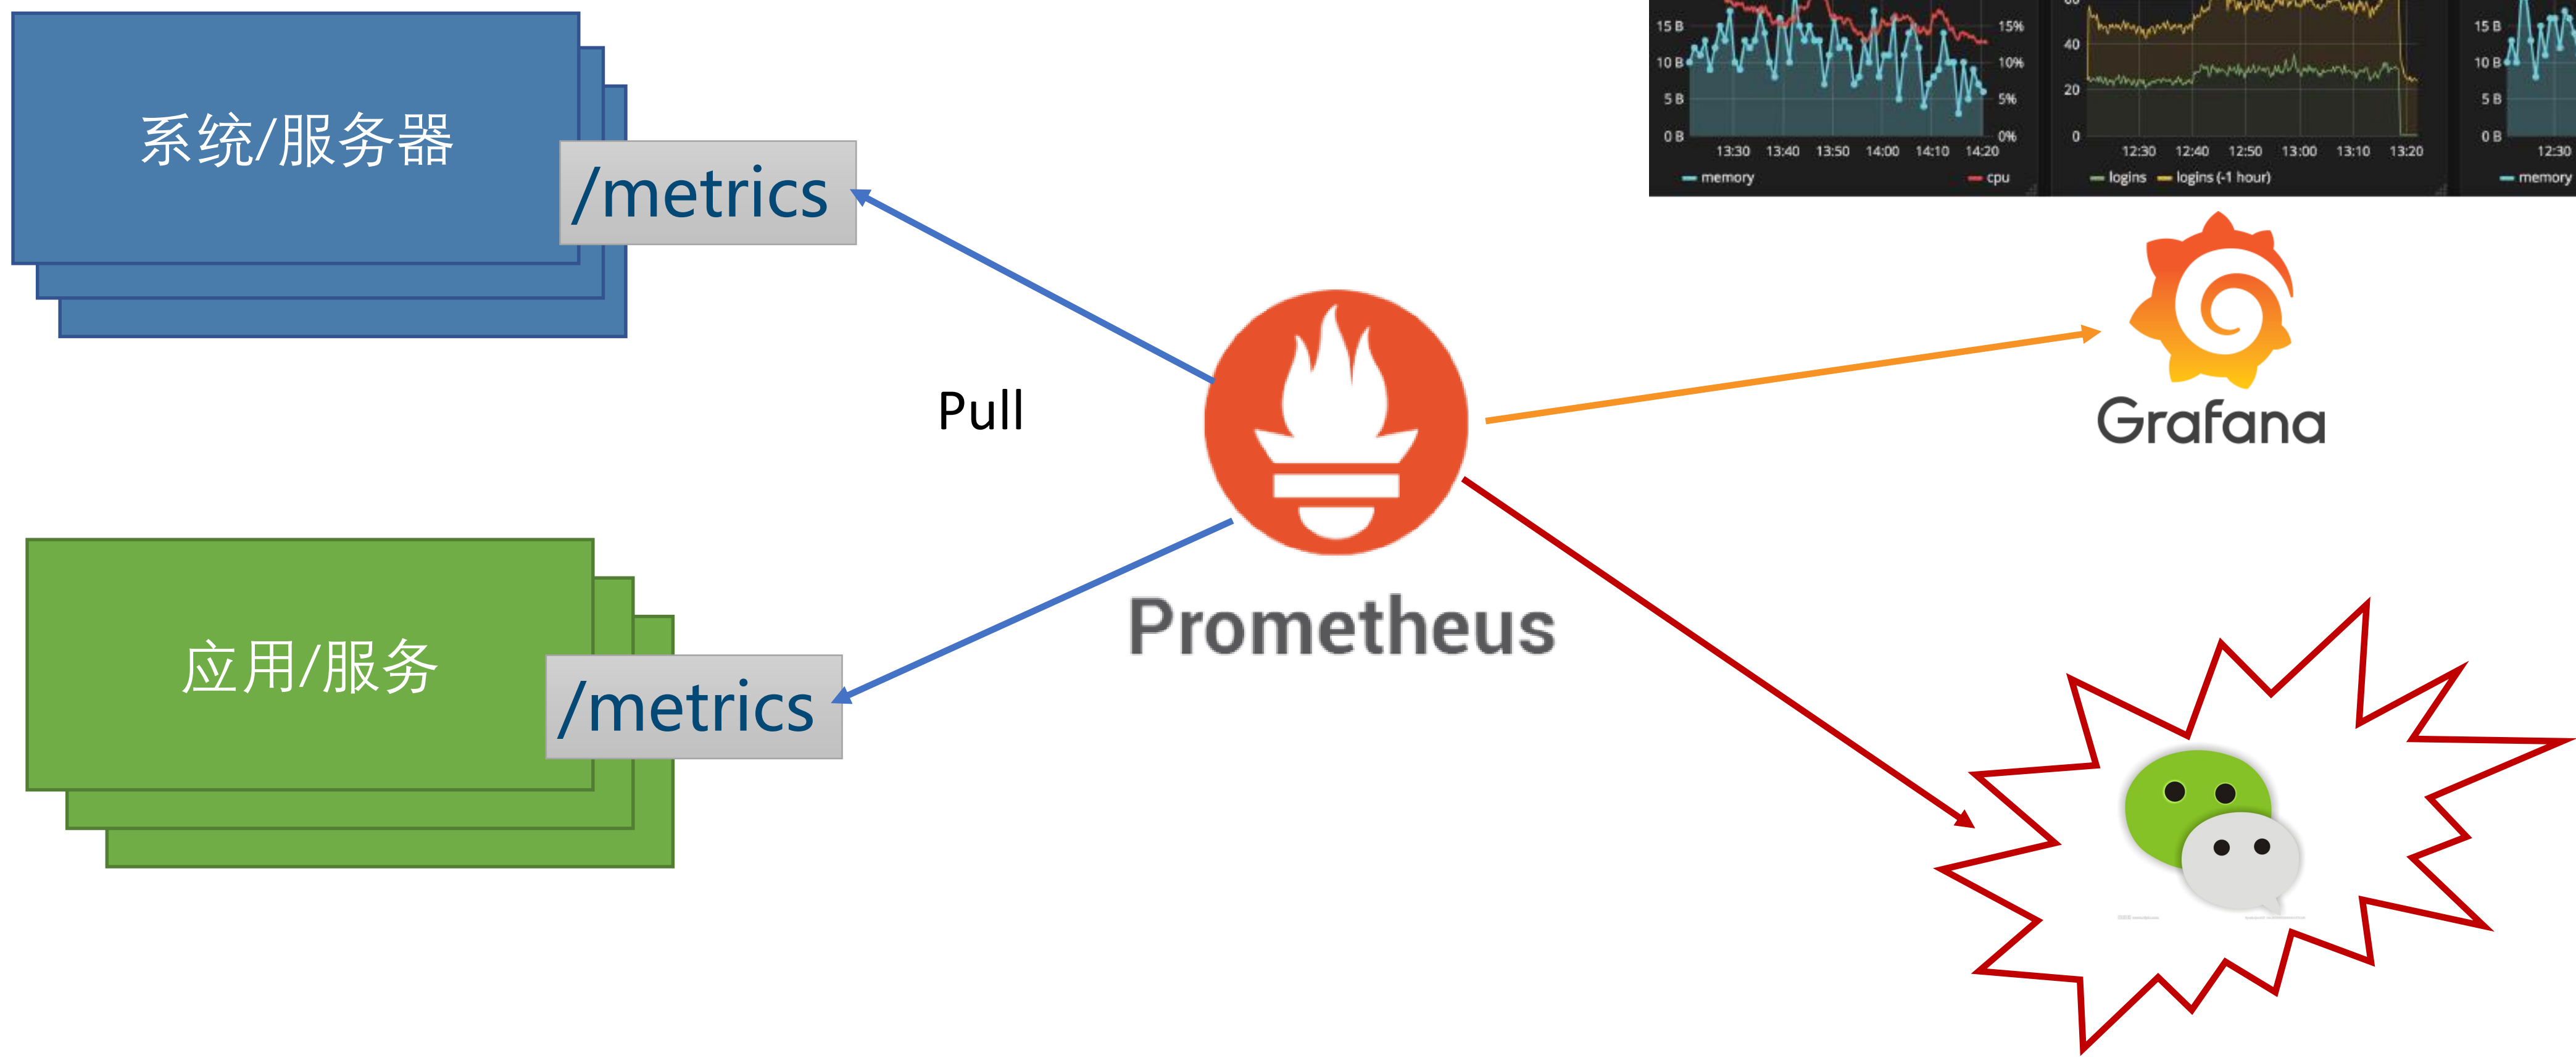 系统/服务器
/metrics
15 B
10 B
5 B
0 B
15%
10%
5%
0%
13:30 13:40 13:50 14:00 14:10 14:20
memory cpu
40
20
0
12:30 12:40 12:50 13:00 13:10 13:20
logins logins (-1 hour)
15 B
10 B
5 B
0 B
12:30
memory
Pull
Grafana
Prometheus
应用/服务
/metrics